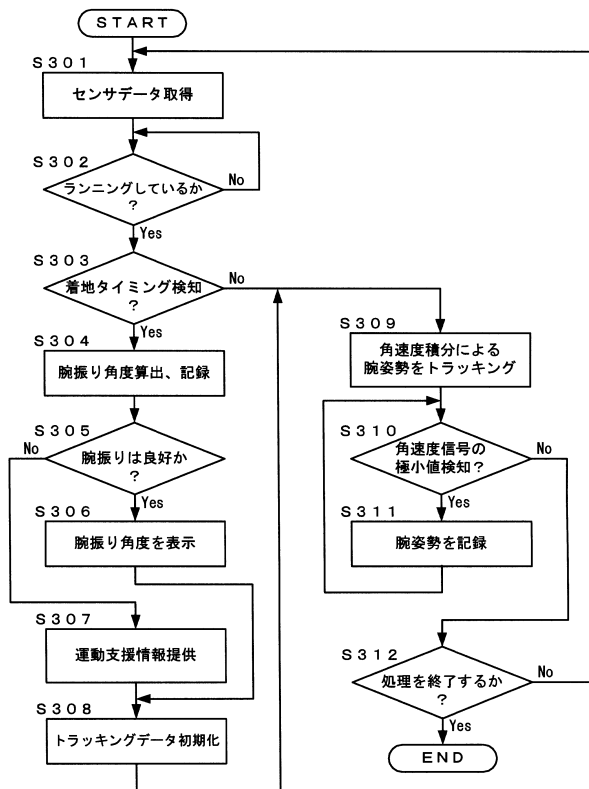 START
S301
センサデータ取得
S302
ランニングしているか
?
No
Yes
S303
着地タイミング検知
?
No
Yes
S304
腕振り角度算出、記録
S305
No
腕振りは良好か
?
Yes
S306
腕振り角度を表示
S307
運動支援情報提供
S308
トラッキングデータ初期化
S309
角速度積分による
腕姿勢をトラッキング
S310
角速度信号の
極小値検知?
No
Yes
S311
腕姿勢を記録
S312
処理を終了するか
?
No
Yes
END